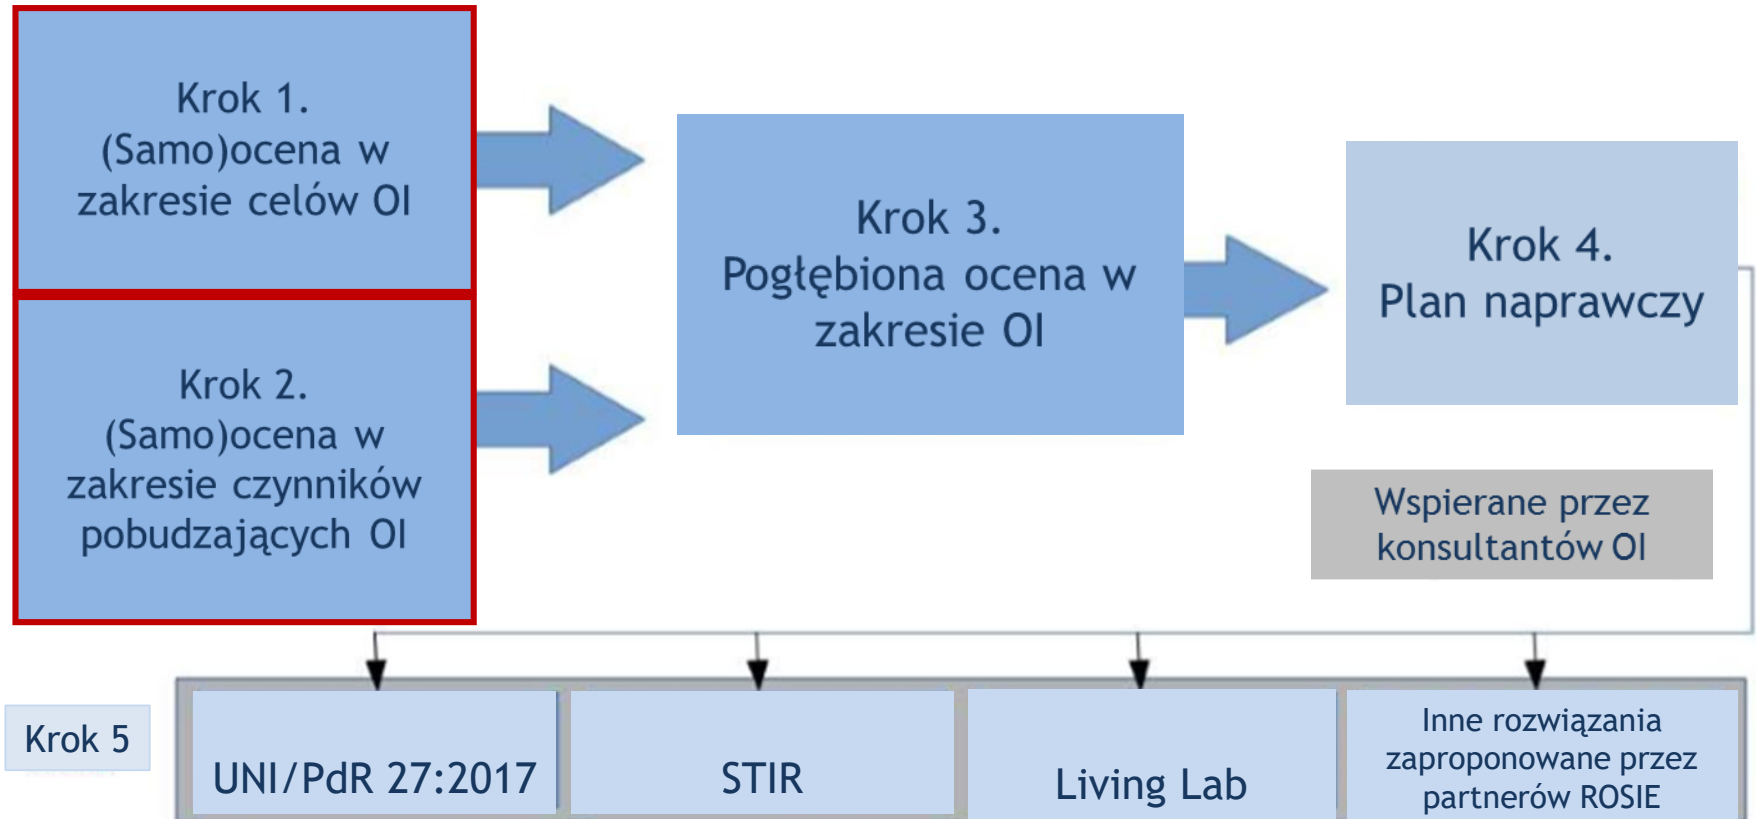 Krok 1.
(Samo)ocena w
zakresie celów OI
Krok 2.
(Samo)ocena w
zakresie czynników
pobudzających OI
Krok 3.
Pogłębiona ocena w
zakresie OI
Krok 4.
Plan naprawczy
Wspierane przez
konsultantów OI
Krok 5
UNI/PdR 27:2017
STIR
Living Lab
Inne rozwiązania
zaproponowane przez
partnerów ROSIE